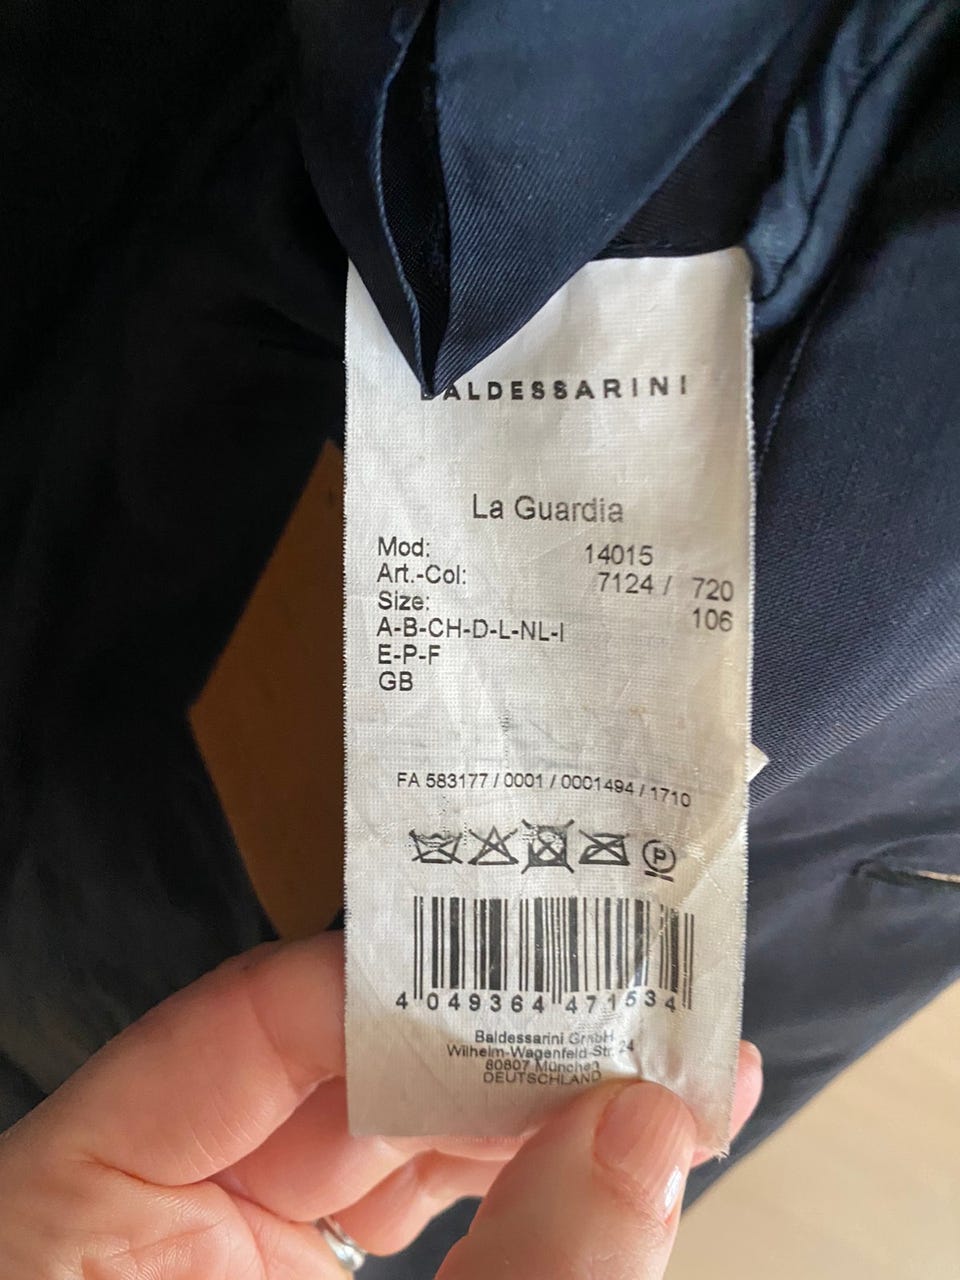 BALDESSARINI
La Guardia
Mod: 14015
Art.-Col: 7124 / 720
Size: 106
A-B-CH-D-L-NL-I
E-P-F
GB
FA 583177 / 0001 / 0001494 / 1710
P
4 049364 471534
Baldessarini GmbH
Wilhelm-Wagenfeld-Str. 24
80807 München
DEUTSCHLAND